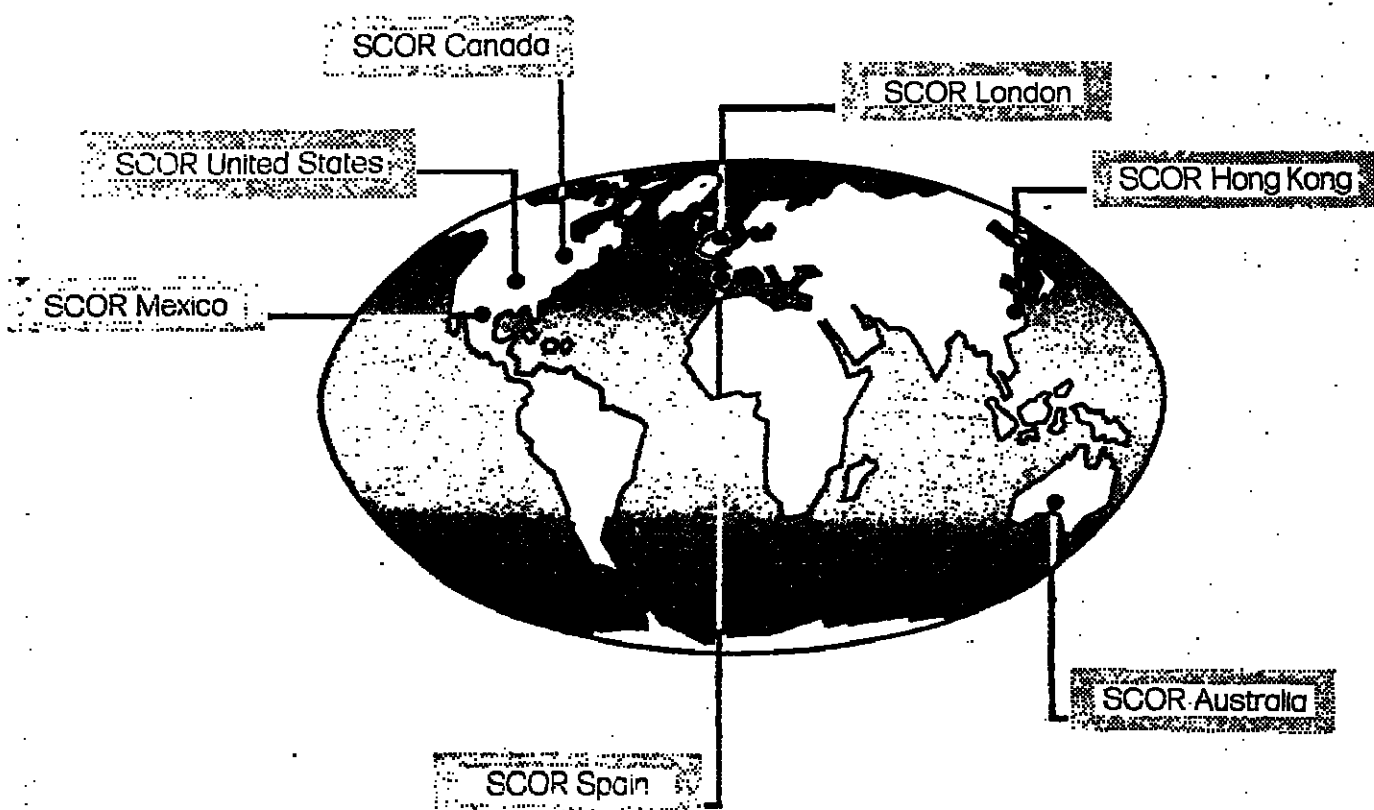 SCOR Canada
SCOR London
SCOR United States
SCOR Hong Kong
SCOR Mexico
SCOR Australia
SCOR Spain